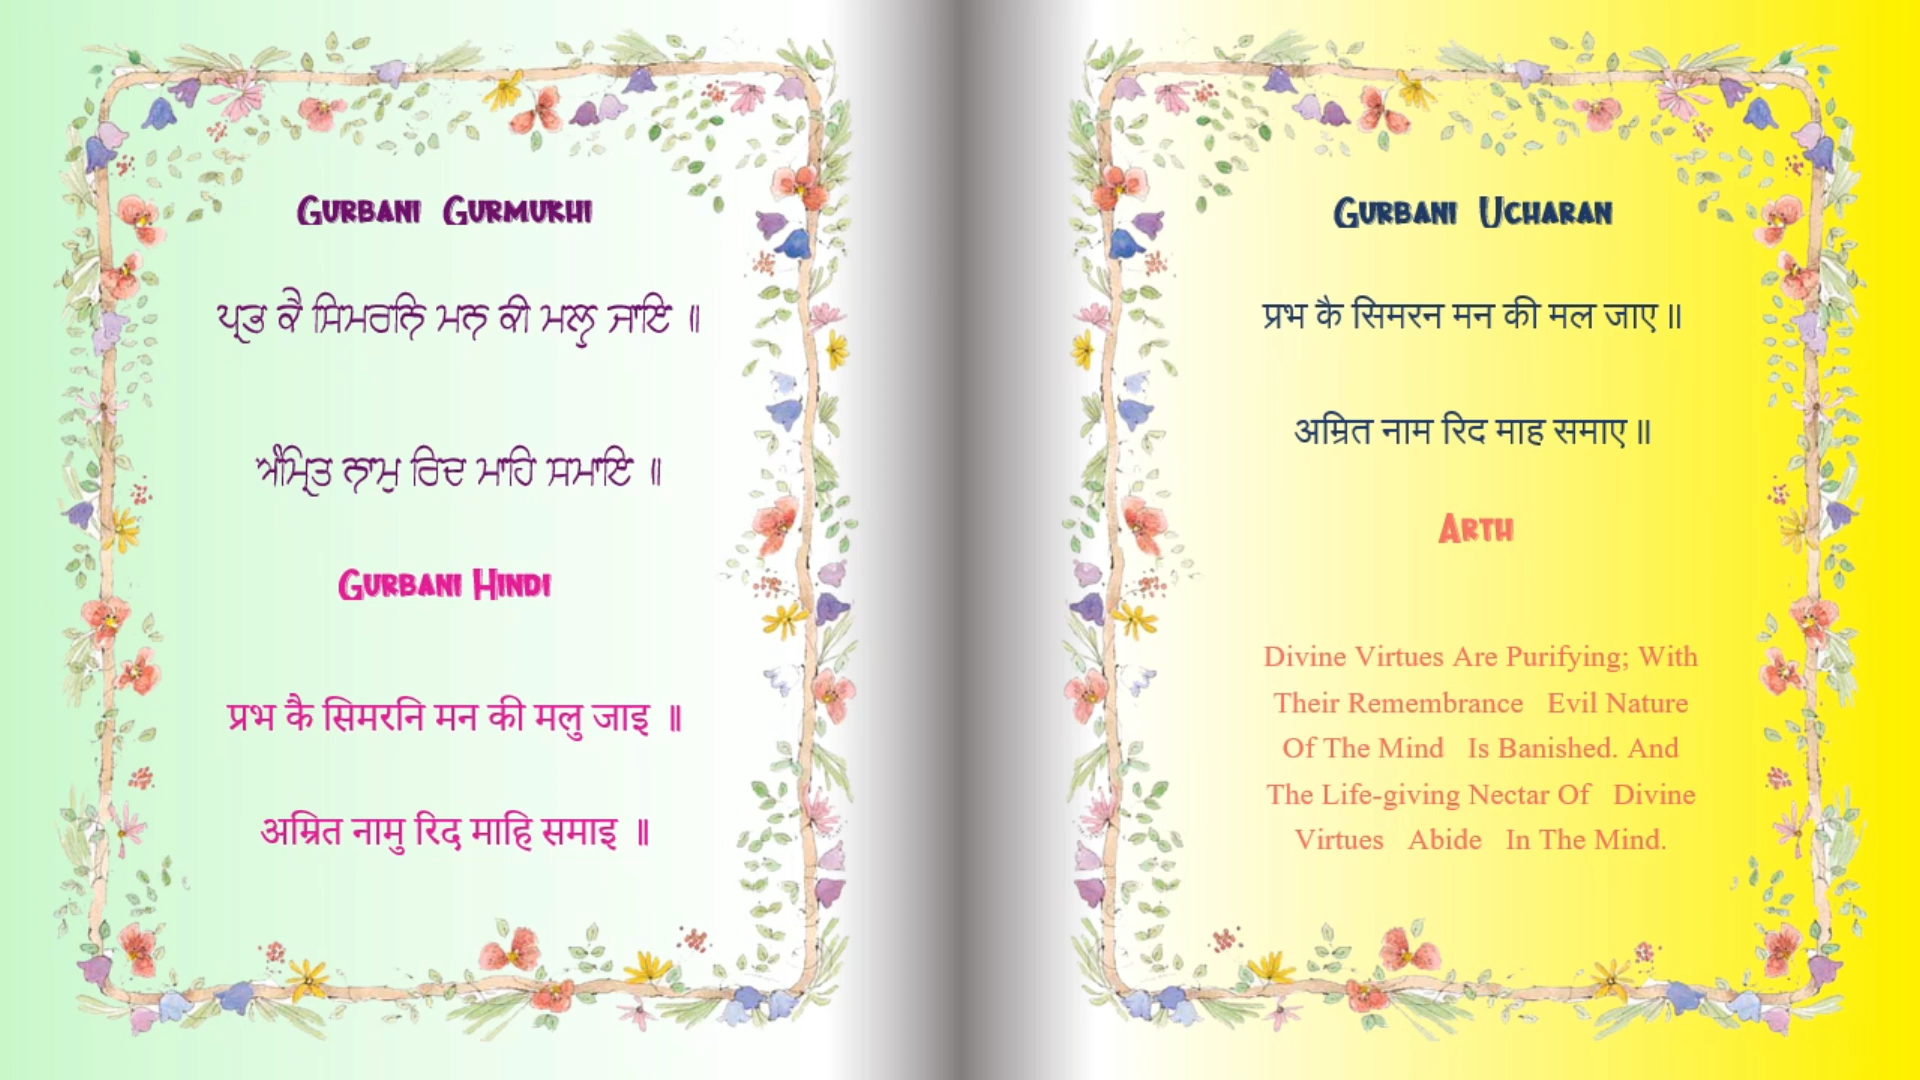 Gurbani Gurmukhi
ਪ੍ਰਭ ਕੈ ਸਿਮਰਨਿ ਮਨ ਕੀ ਮਲੁ ਜਾਇ ॥
ਅੰਮ੍ਰਿਤ ਨਾਮੁ ਰਿਦ ਮਾਹਿ ਸਮਾਇ ॥
Gurbani Hindi
प्रभ कै सिमरनि मन की मलु जाइ ॥
अम्रित नामु रिद माहि समाइ ॥
Gurbani Ucharan
प्रभ कै सिमरन मन की मल जाए ॥
अम्रित नाम रिद माह समाए ॥
Arth
Divine Virtues Are Purifying; With
Their Remembrance Evil Nature
Of The Mind Is Banished. And
The Life-giving Nectar Of Divine
Virtues Abide In The Mind.